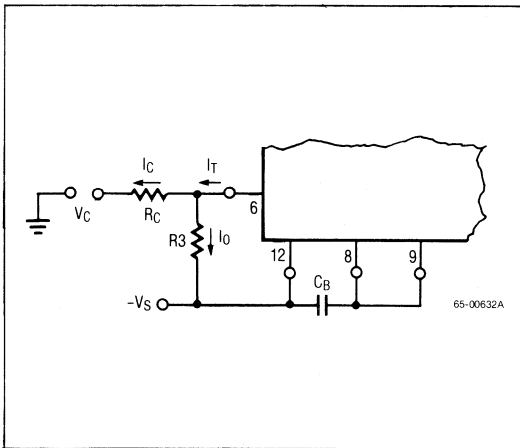 I_C
I_T
6
V_C
R_C
R3
I_O
12
8
9
C_B
-V_S
65-00632A